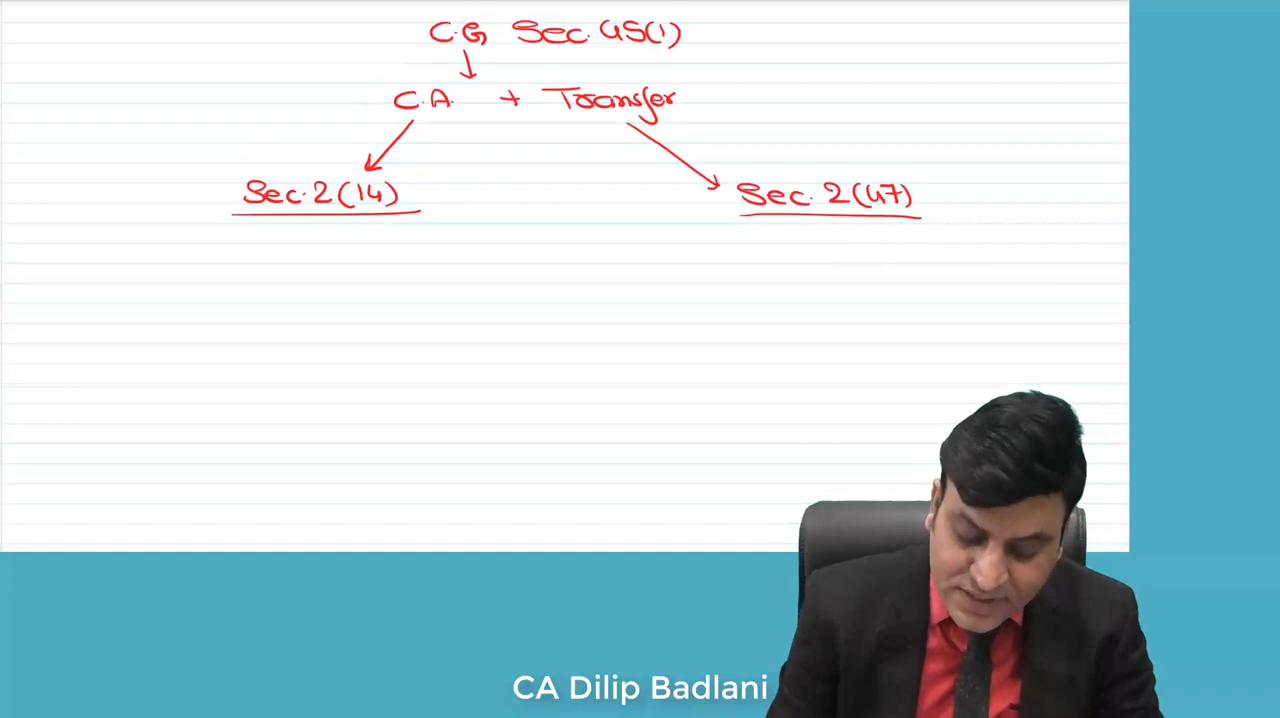 C.G Sec. 45(1)
C.A. + Transfer
Sec. 2(14) Sec. 2(47)
CA Dilip Badlani